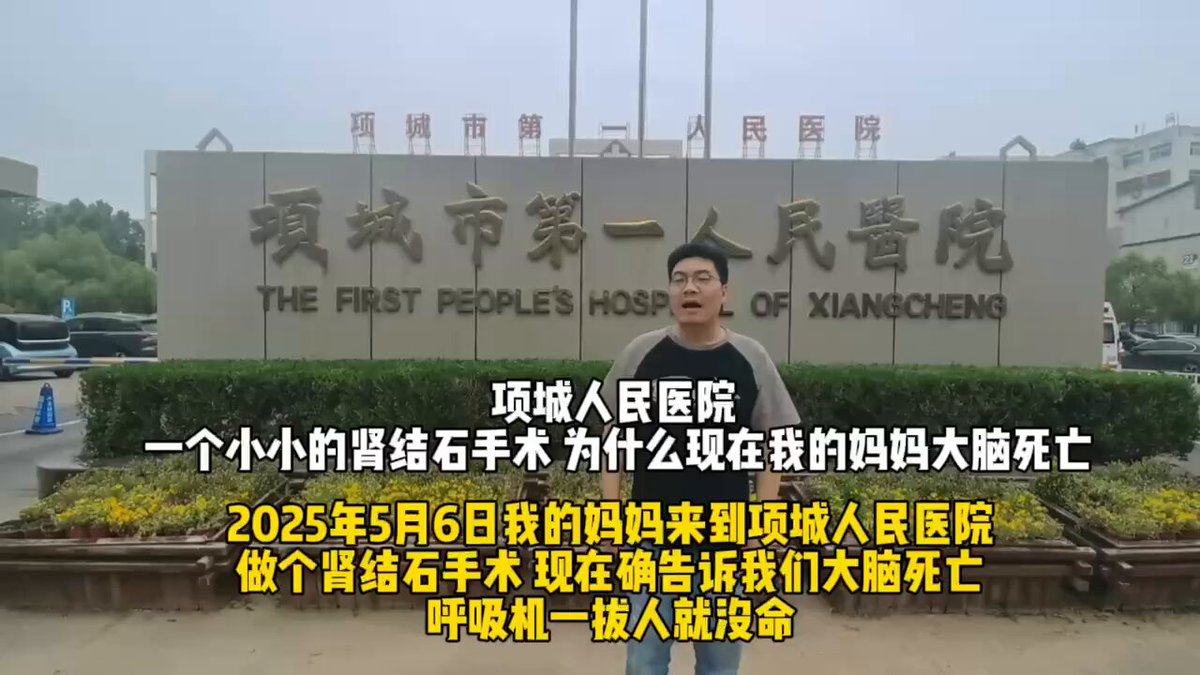 项城市第一人民医院
項城市第一人民醫院
THE FIRST PEOPLE'S HOSPITAL OF XIANGCHENG
项城人民医院
一个小小的肾结石手术 为什么现在我的妈妈大脑死亡
2025年5月6日我的妈妈来到项城人民医院
做个肾结石手术 现在确告诉我们大脑死亡
呼吸机一拔人就没命
P